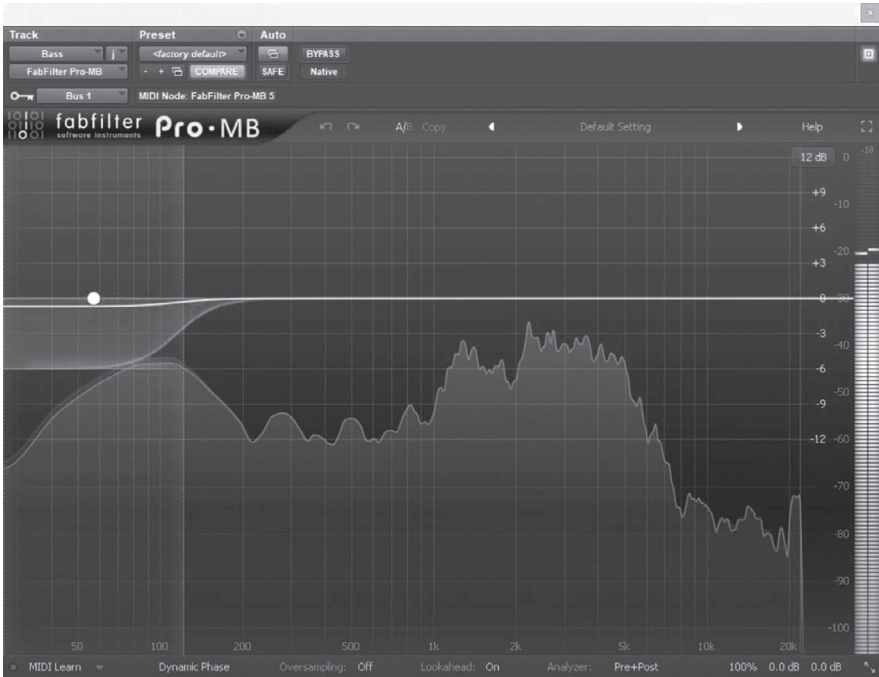 Track Preset Auto
Bass j <factory default> BYPASS
FabFilter Pro-MB - + COMPARE SAFE Native
Bus 1 MIDI Node: FabFilter Pro-MB 5
fabfilter software instruments Pro·MB A/B Copy Default Setting Help
12 dB 0 -18
+9
-10
+6
-20
+3
0 -30
-3
-40
-6
-50
-9
-12 -60
-70
-80
-90
-100
50 100 200 500 1k 2k 5k 10k 20k
MIDI Learn Dynamic Phase Oversampling: Off Lookahead: On Analyzer: Pre+Post 100% 0.0 dB 0.0 dB